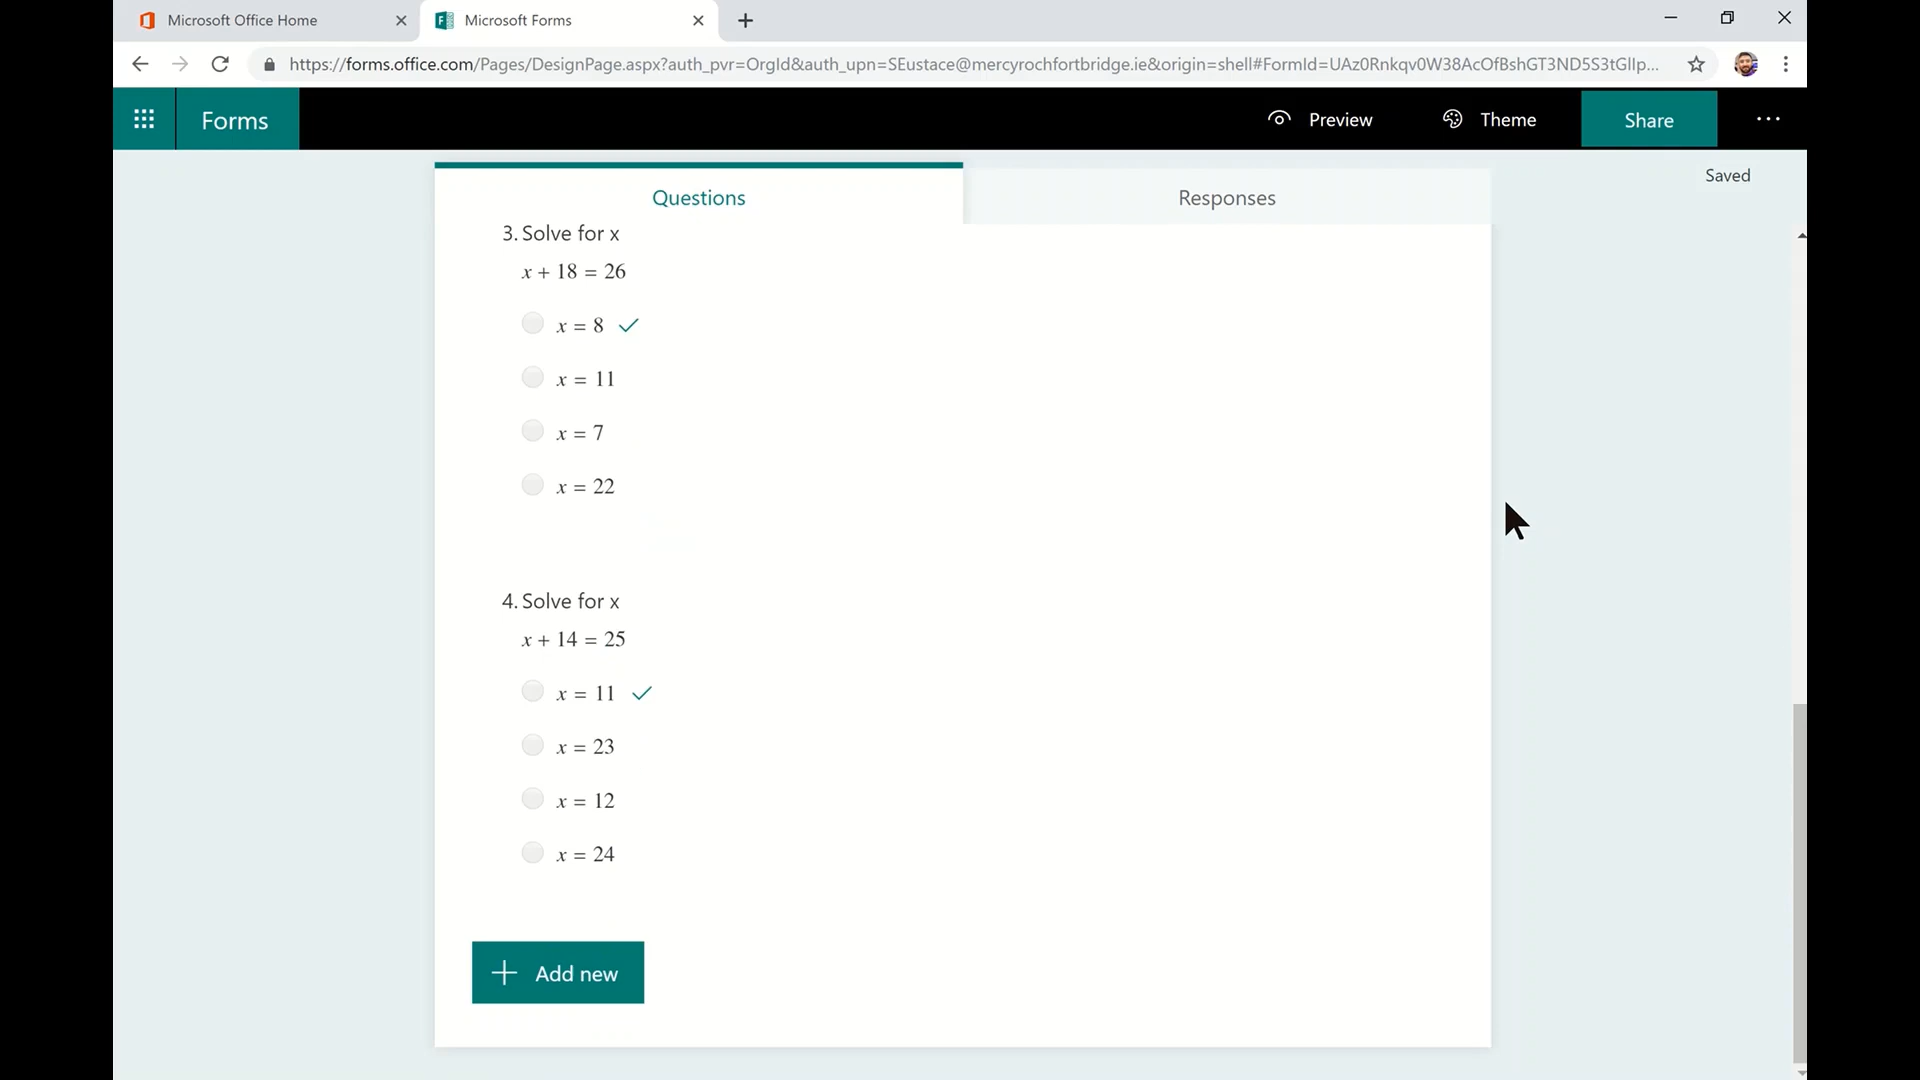 Microsoft Office Home
Microsoft Forms
https://forms.office.com/Pages/DesignPage.aspx?auth_pvr=OrgId&auth_upn=SEustace@mercyrochfortbridge.ie&origin=shell#FormId=UAz0Rnkqv0W38AcOfBshGT3ND5S3tGlIp...
Forms
Preview
Theme
Share
Questions
Responses
Saved
3. Solve for x
x + 18 = 26
x = 8
x = 11
x = 7
x = 22
4. Solve for x
x + 14 = 25
x = 11
x = 23
x = 12
x = 24
Add new